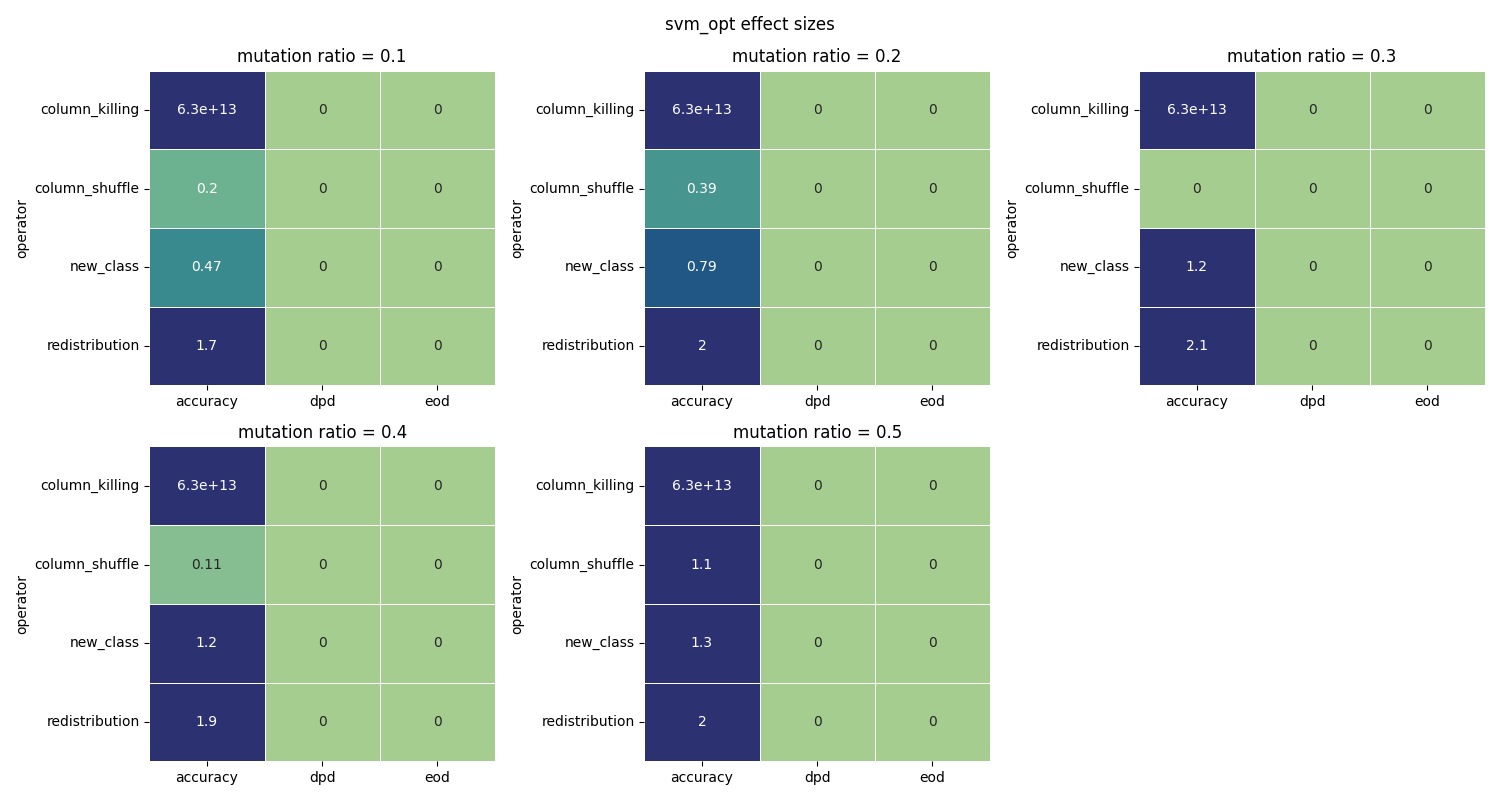 svm_opt effect sizes
mutation ratio = 0.1
column_killing 6.3e+13 0 0
column_shuffle 0.2 0 0
new_class 0.47 0 0
redistribution 1.7 0 0
operator
accuracy dpd eod
mutation ratio = 0.2
column_killing 6.3e+13 0 0
column_shuffle 0.39 0 0
new_class 0.79 0 0
redistribution 2 0 0
operator
accuracy dpd eod
mutation ratio = 0.3
column_killing 6.3e+13 0 0
column_shuffle 0 0 0
new_class 1.2 0 0
redistribution 2.1 0 0
operator
accuracy dpd eod
mutation ratio = 0.4
column_killing 6.3e+13 0 0
column_shuffle 0.11 0 0
new_class 1.2 0 0
redistribution 1.9 0 0
operator
accuracy dpd eod
mutation ratio = 0.5
column_killing 6.3e+13 0 0
column_shuffle 1.1 0 0
new_class 1.3 0 0
redistribution 2 0 0
operator
accuracy dpd eod